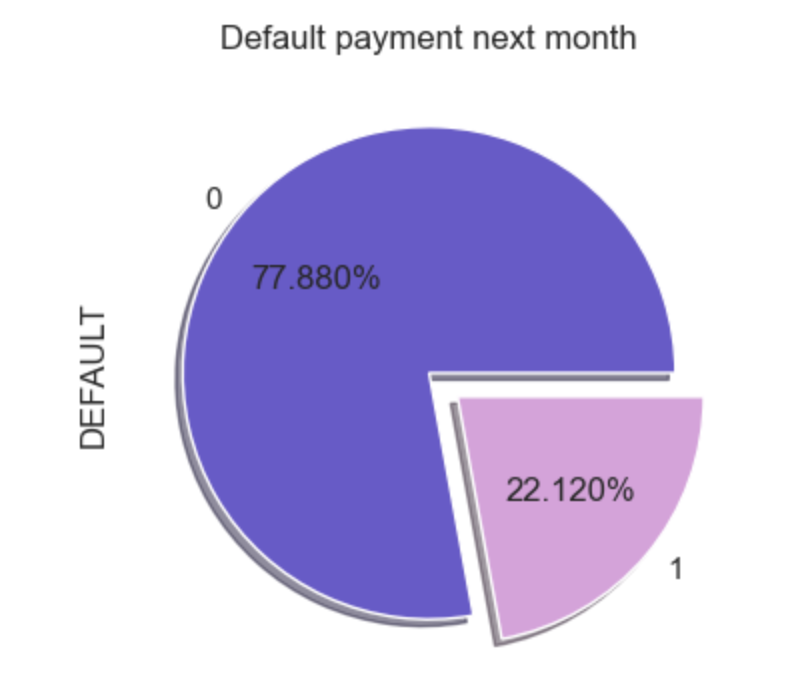 Default payment next month
0
77.880%
DEFAULT
22.120%
1